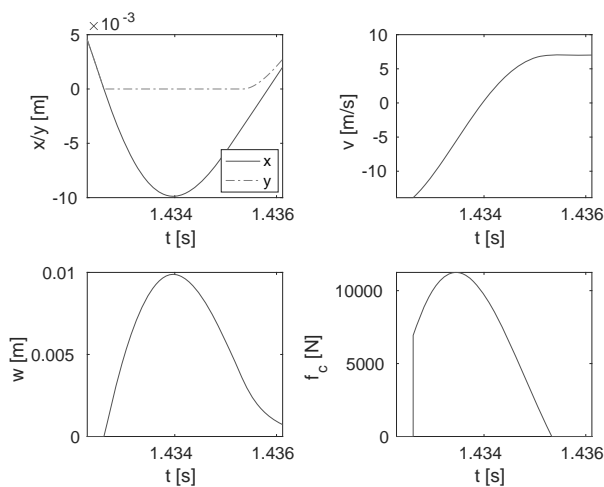 ×10⁻³
5
0
-5
-10
x/y [m]
x
y
1.434
1.436
t [s]
10
5
0
-5
-10
v [m/s]
1.434
1.436
t [s]
0.01
0.005
0
w [m]
1.434
1.436
t [s]
10000
5000
0
f_c [N]
1.434
1.436
t [s]